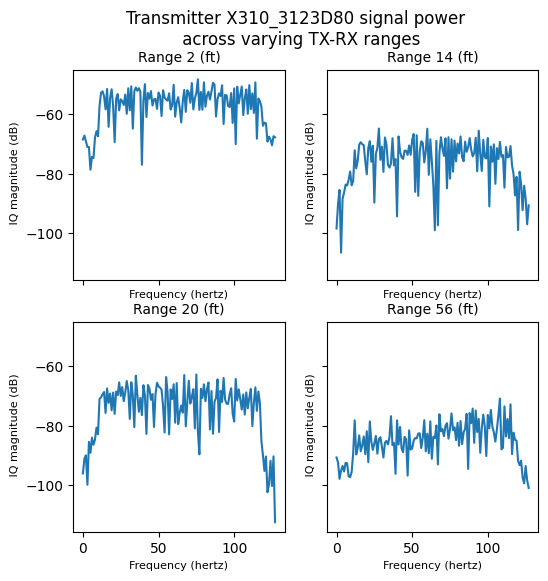 Transmitter X310_3123D80 signal power
across varying TX-RX ranges
Range 2 (ft)
Range 14 (ft)
IQ magnitude (dB)
−60
−80
−100
IQ magnitude (dB)
Frequency (hertz)
Frequency (hertz)
Range 20 (ft)
Range 56 (ft)
IQ magnitude (dB)
−60
−80
−100
IQ magnitude (dB)
0 50 100
0 50 100
Frequency (hertz)
Frequency (hertz)